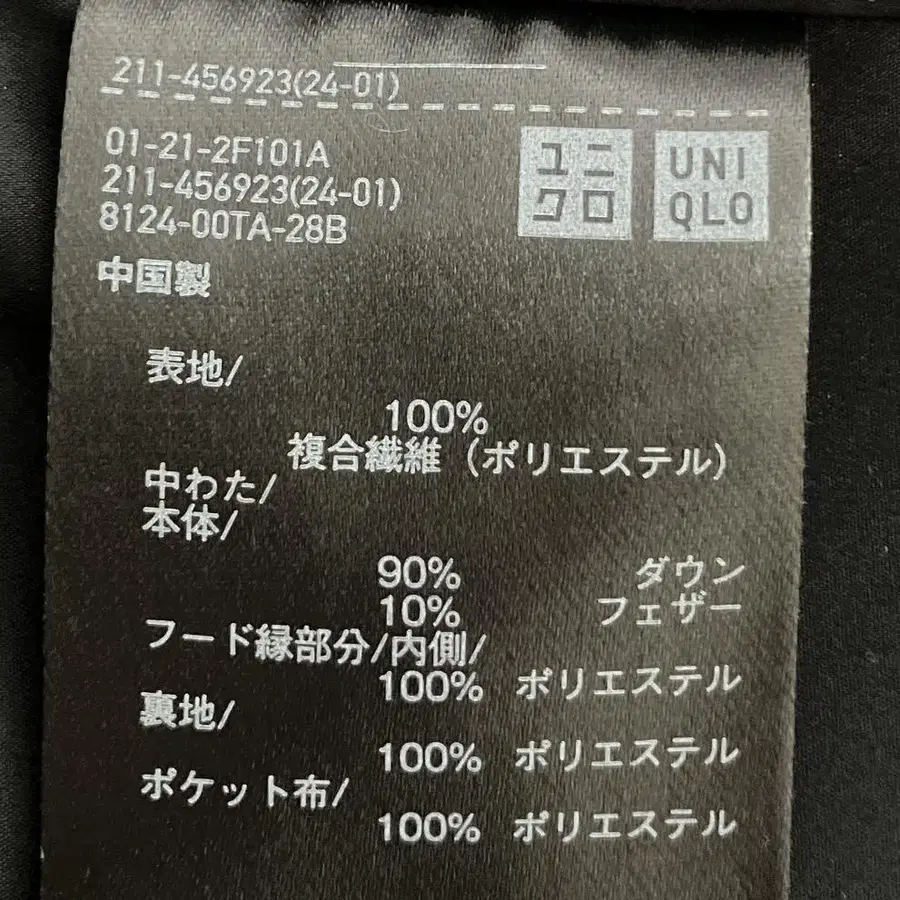 211-456923(24-01)
01-21-2F101A
211-456923(24-01)
8124-00TA-28B
ユニ
クロ
UNI
QLO
中国製
表地/
100%
複合繊維（ポリエステル）
中わた/
本体/
90% ダウン
10% フェザー
フード縁部分/内側/
100% ポリエステル
裏地/
100% ポリエステル
ポケット布/
100% ポリエステル